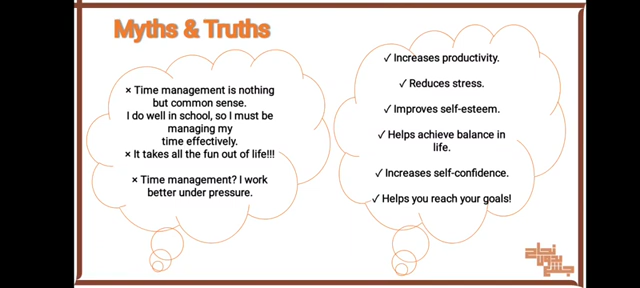 Myths & Truths
× Time management is nothing
but common sense.
I do well in school, so I must be
managing my
time effectively.
× It takes all the fun out of life!!!
× Time management? I work
better under pressure.
✓ Increases productivity.
✓ Reduces stress.
✓ Improves self-esteem.
✓ Helps achieve balance in
life.
✓ Increases self-confidence.
✓ Helps you reach your goals!